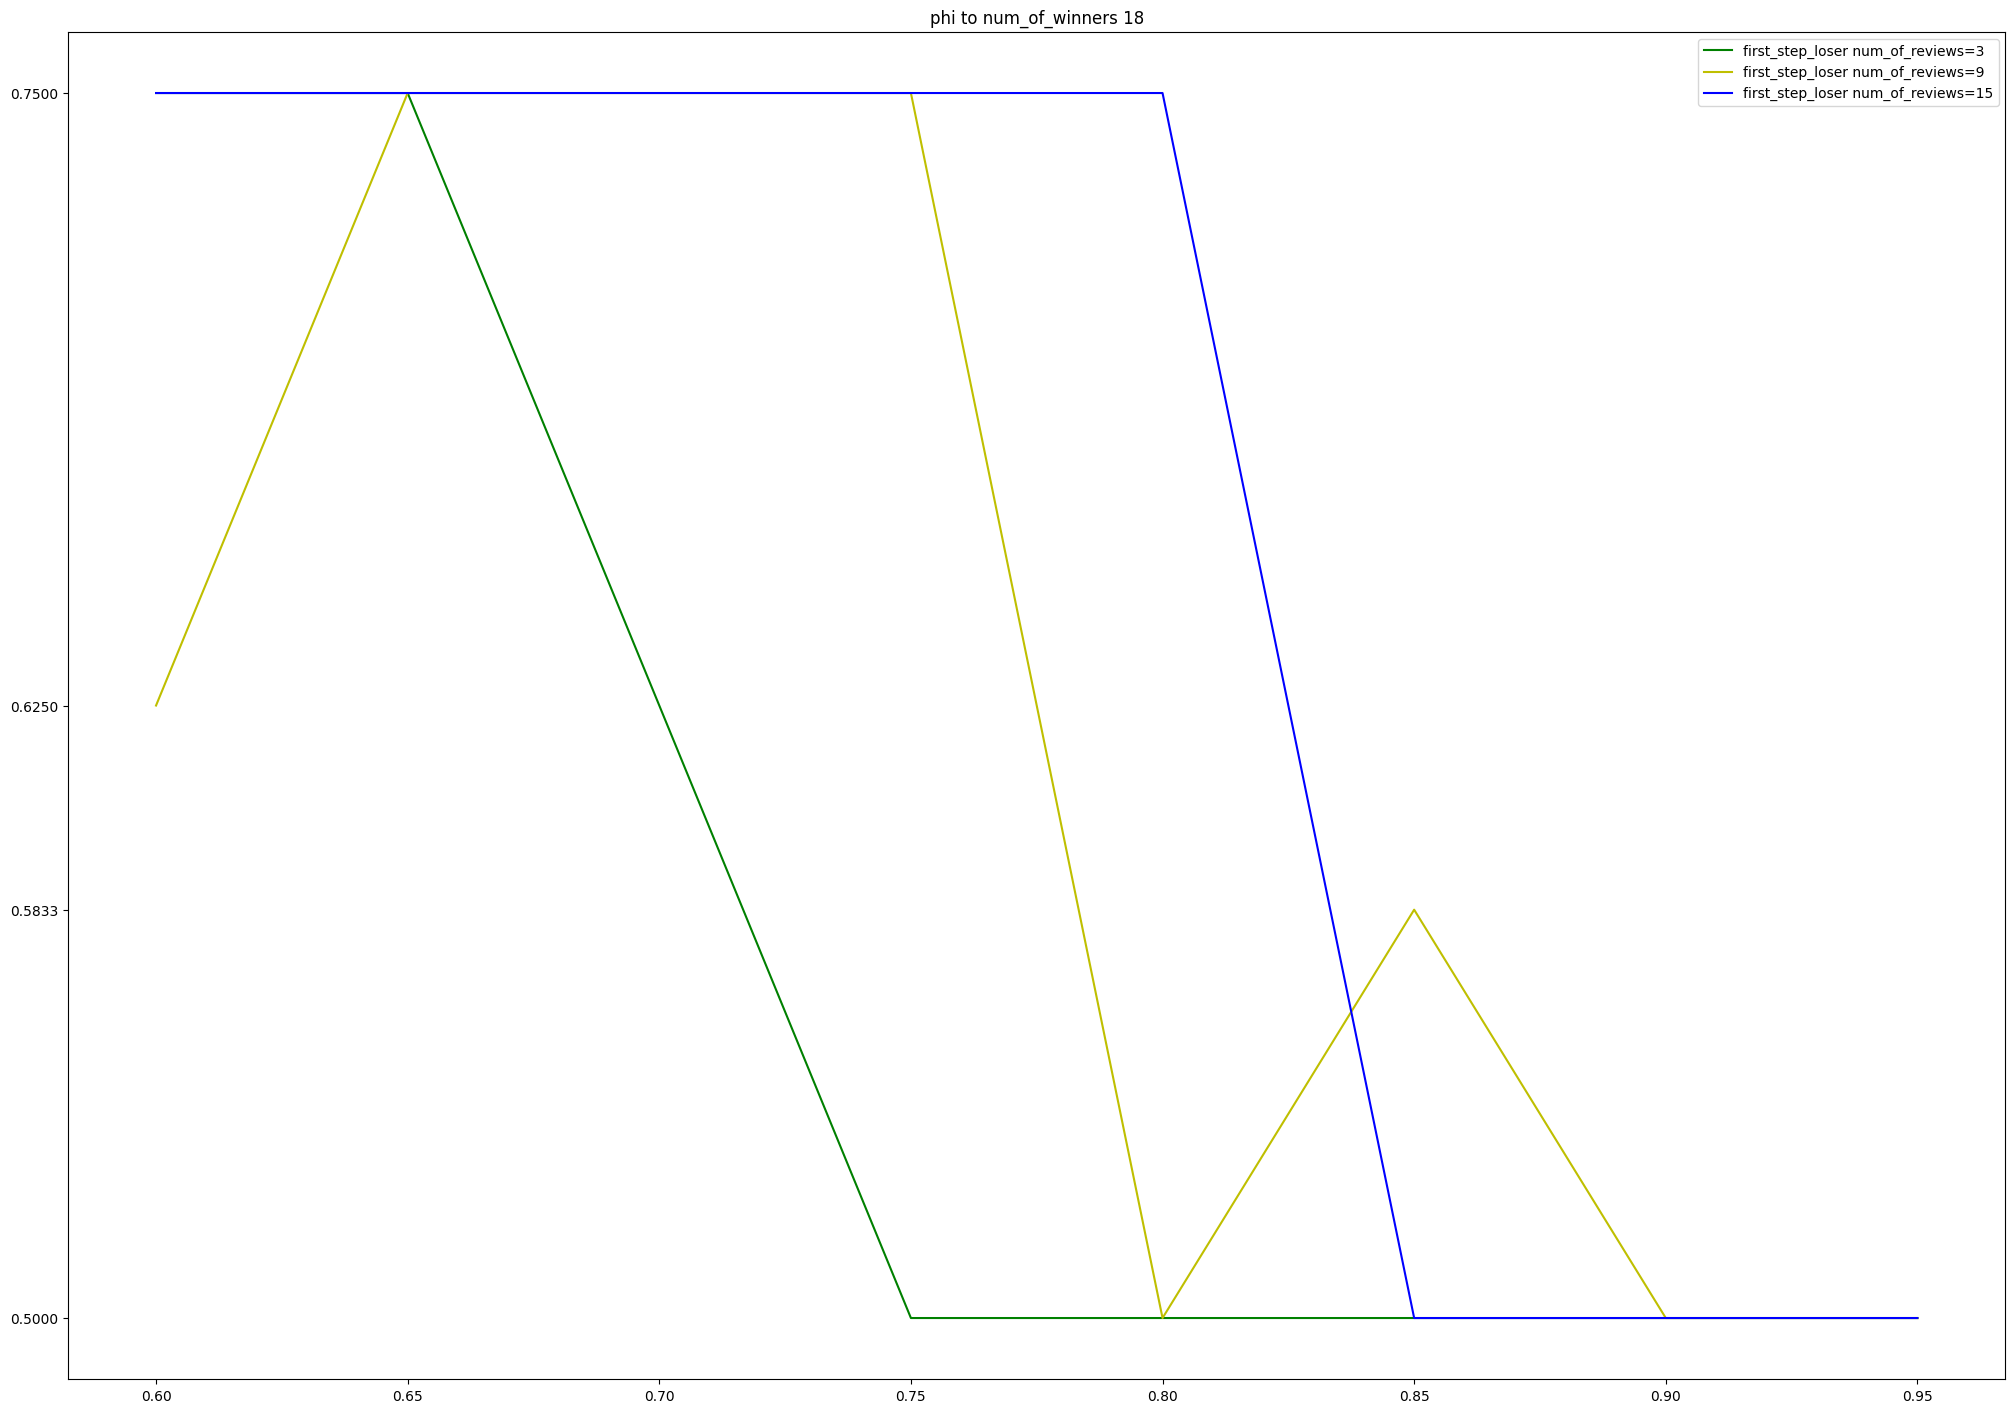 phi to num_of_winners 18
first_step_loser num_of_reviews=3
first_step_loser num_of_reviews=9
first_step_loser num_of_reviews=15
0.7500
0.6250
0.5833
0.5000
0.60 0.65 0.70 0.75 0.80 0.85 0.90 0.95